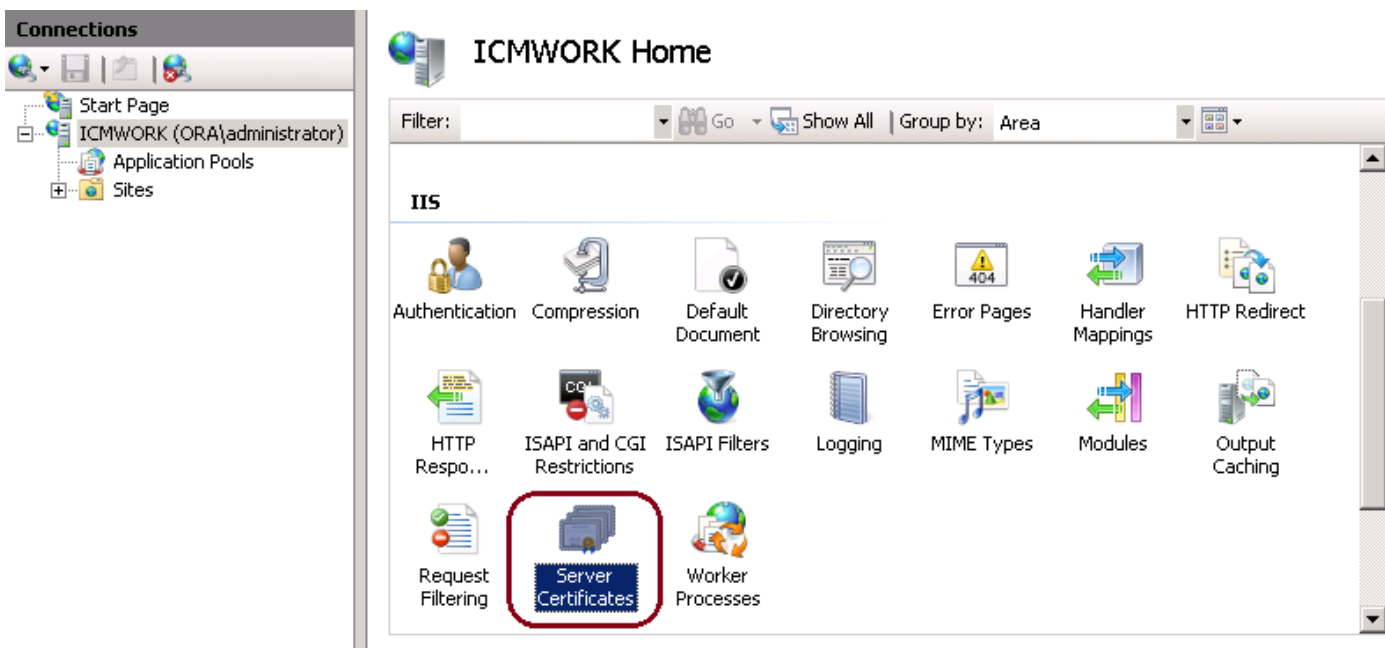 Connections
Start Page
ICMWORK (ORA\administrator)
Application Pools
Sites
ICMWORK Home
Filter: Go Show All Group by: Area
IIS
Authentication Compression Default Document Directory Browsing Error Pages Handler Mappings HTTP Redirect
404
HTTP Respo... ISAPI and CGI Restrictions ISAPI Filters Logging MIME Types Modules Output Caching
Request Filtering Server Certificates Worker Processes